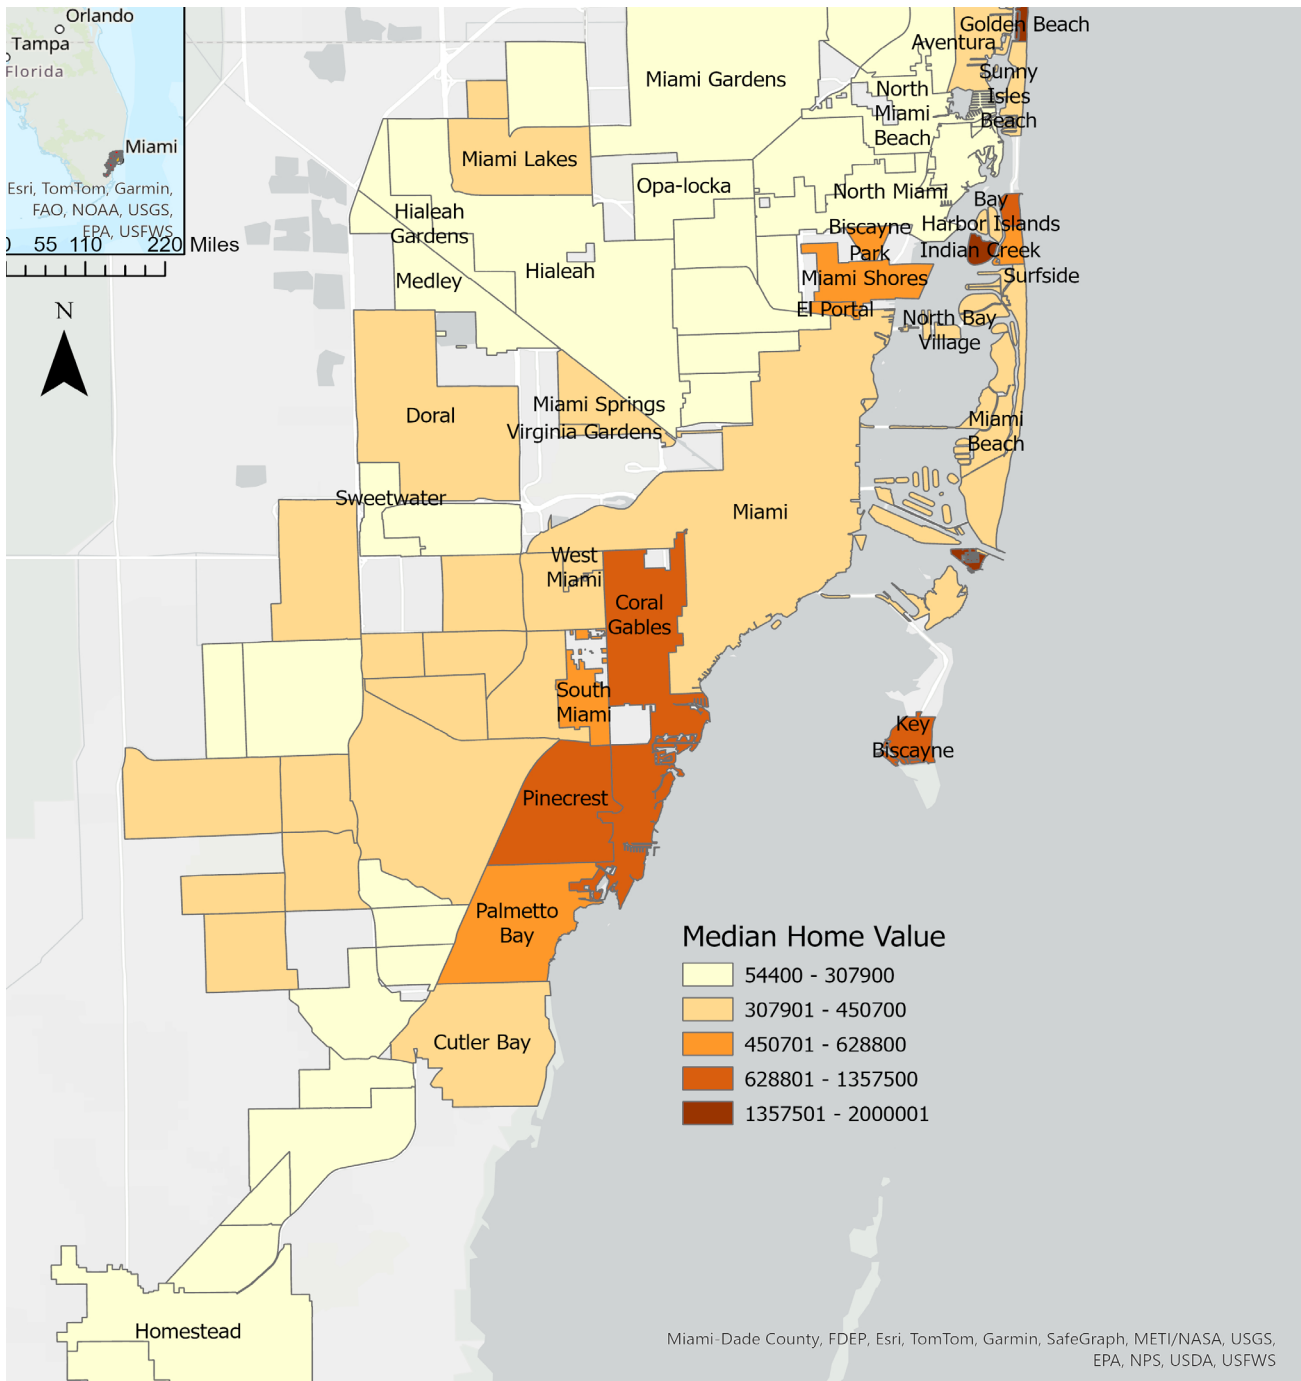 Orlando
Tampa
Florida
Miami
Esri, TomTom, Garmin,
FAO, NOAA, USGS,
EPA, USFWS
0 55 110 220 Miles
N
Golden Beach
Aventura
Sunny
Isles
Beach
Miami Gardens
North
Miami
Beach
Miami Lakes
Opa-locka
North Miami
Bay
Harbor Islands
Hialeah
Gardens
Biscayne
Park
Indian Creek
Medley
Hialeah
Miami Shores
Surfside
El Portal
North Bay
Village
Doral
Miami Springs
Virginia Gardens
Miami
Beach
Sweetwater
Miami
West
Miami
Coral
Gables
South
Miami
Key
Biscayne
Pinecrest
Palmetto
Bay
Cutler Bay
Homestead
Median Home Value
54400 - 307900
307901 - 450700
450701 - 628800
628801 - 1357500
1357501 - 2000001
Miami-Dade County, FDEP, Esri, TomTom, Garmin, SafeGraph, METI/NASA, USGS,
EPA, NPS, USDA, USFWS